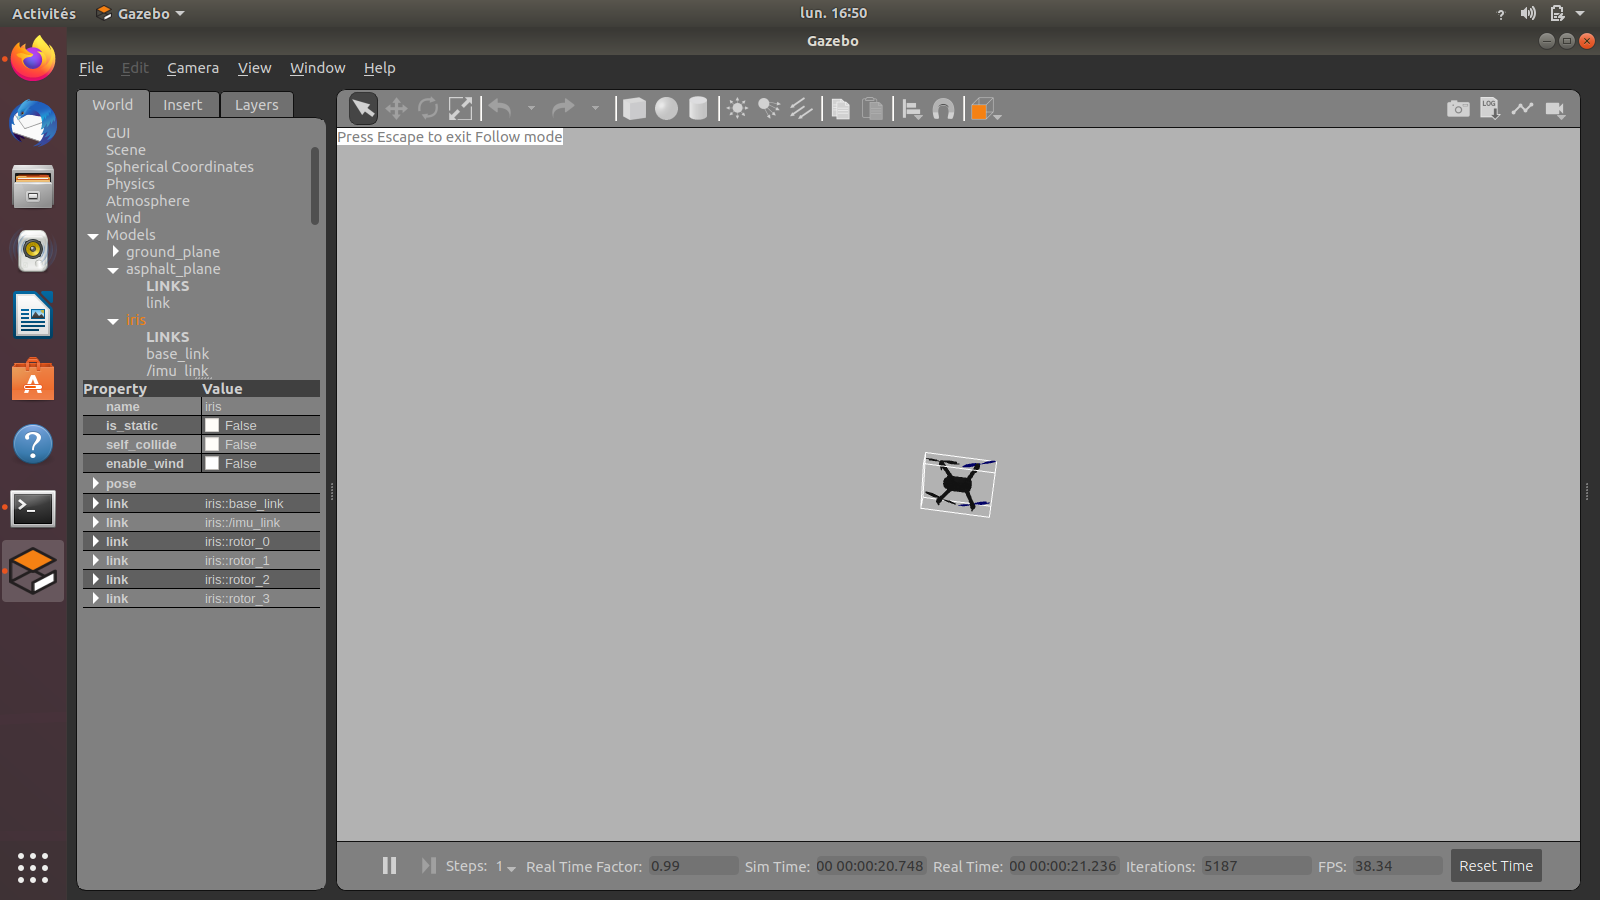 Activités Gazebo lun. 16:50
Gazebo
File Edit Camera View Window Help
World Insert Layers
Press Escape to exit Follow mode
GUI
Scene
Spherical Coordinates
Physics
Atmosphere
Wind
Models
ground_plane
asphalt_plane
LINKS
link
iris
LINKS
base_link
/imu_link
Property Value
name iris
is_static False
self_collide False
enable_wind False
pose
link iris::base_link
link iris::/imu_link
link iris::rotor_0
link iris::rotor_1
link iris::rotor_2
link iris::rotor_3
Steps: 1 Real Time Factor: 0.99 Sim Time: 00 00:00:20.748 Real Time: 00 00:00:21.236 Iterations: 5187 FPS: 38.34 Reset Time
LOG